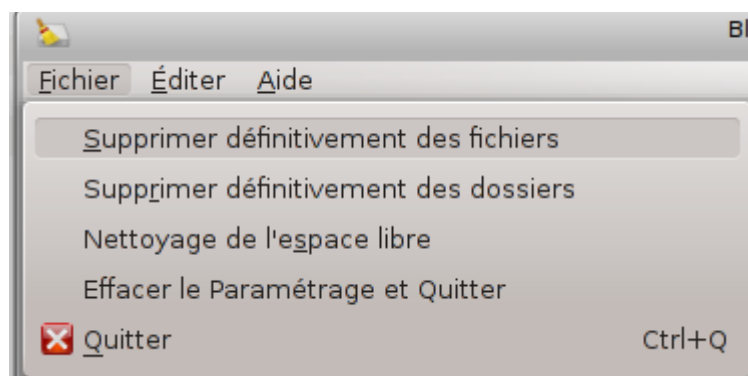 Bl
Fichier Éditer Aide
Supprimer définitivement des fichiers
Supprimer définitivement des dossiers
Nettoyage de l'espace libre
Effacer le Paramétrage et Quitter
Quitter Ctrl+Q